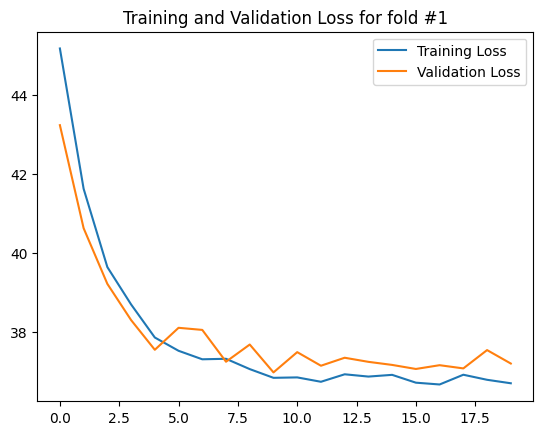 Training and Validation Loss for fold #1
Training Loss
Validation Loss
44
42
40
38
0.0 2.5 5.0 7.5 10.0 12.5 15.0 17.5